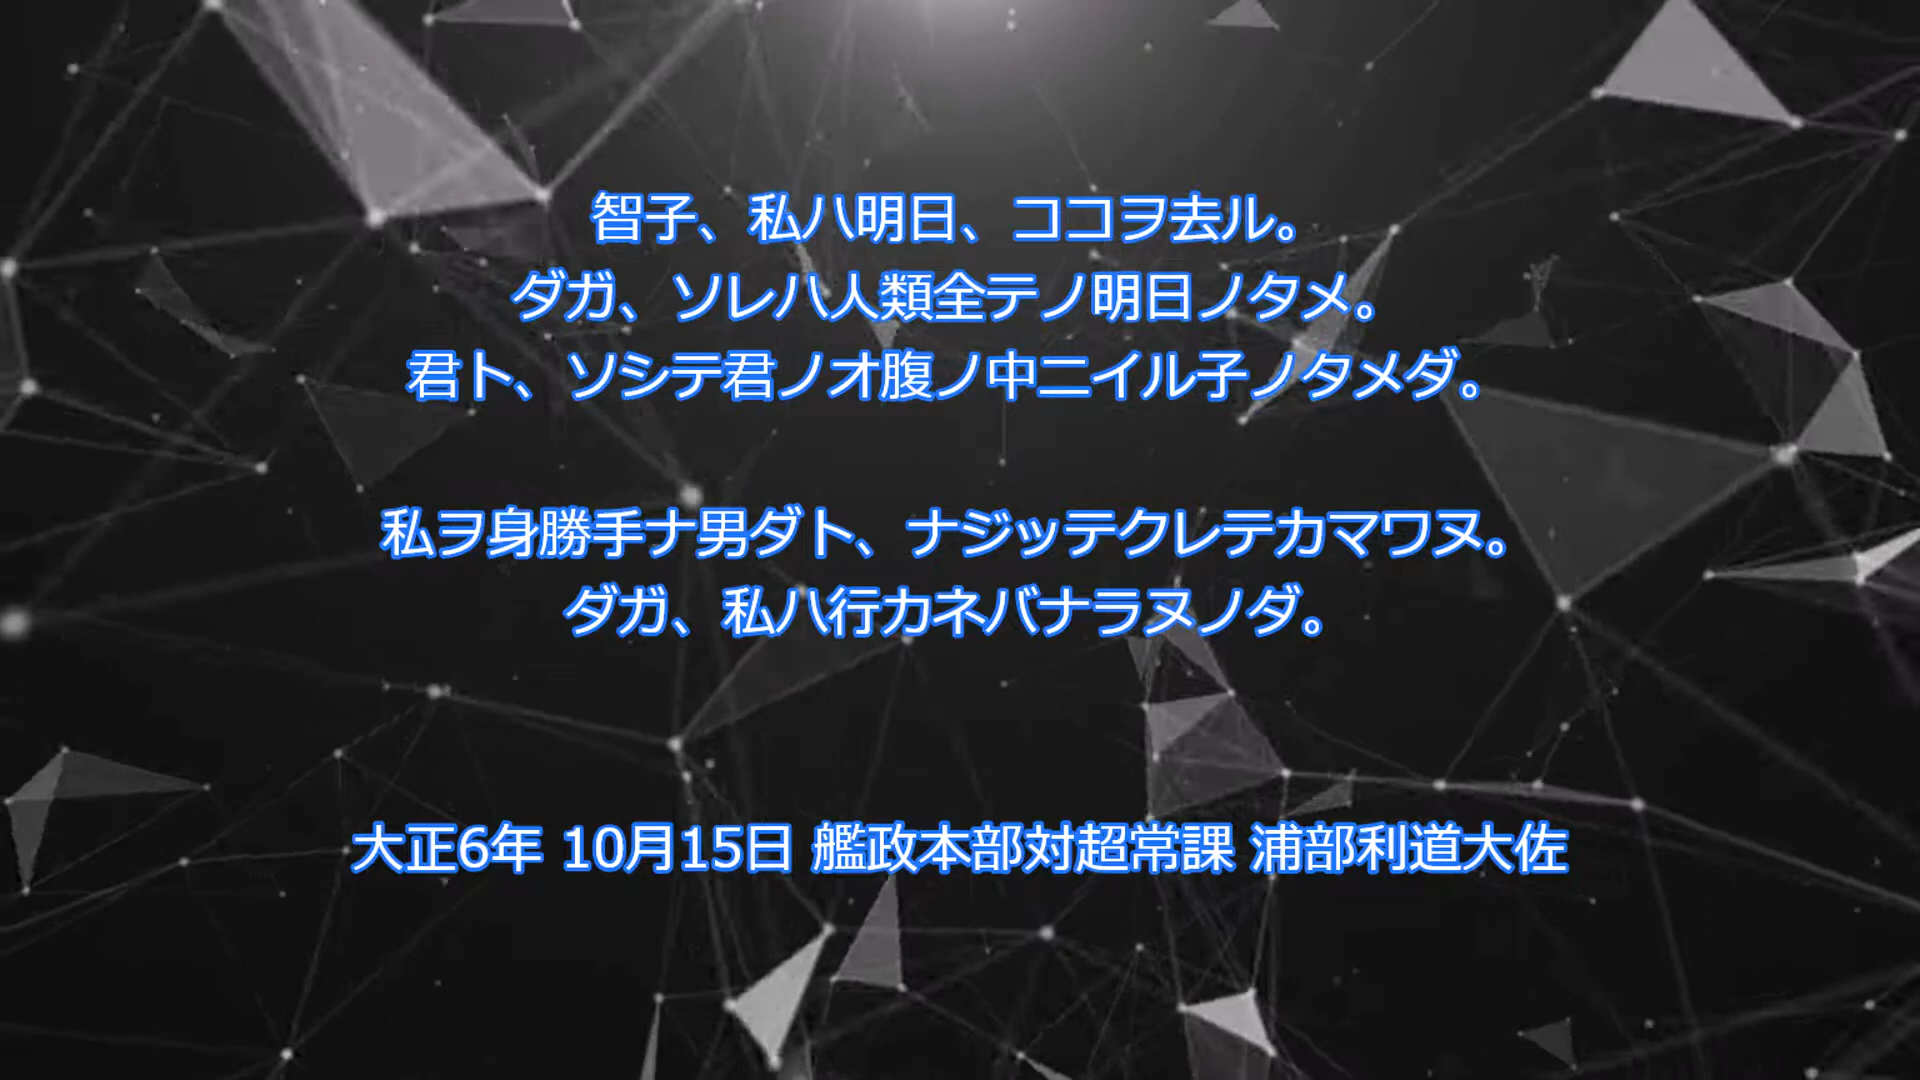 智子、私ハ明日、ココヲ去ル。
ダガ、ソレハ人類全テノ明日ノタメ。
君ト、ソシテ君ノオ腹ノ中ニイル子ノタメダ。
私ヲ身勝手ナ男ダト、ナジッテクレテカマワヌ。
ダガ、私ハ行カネバナラヌノダ。
大正6年 10月15日 艦政本部対超常課 浦部利道大佐